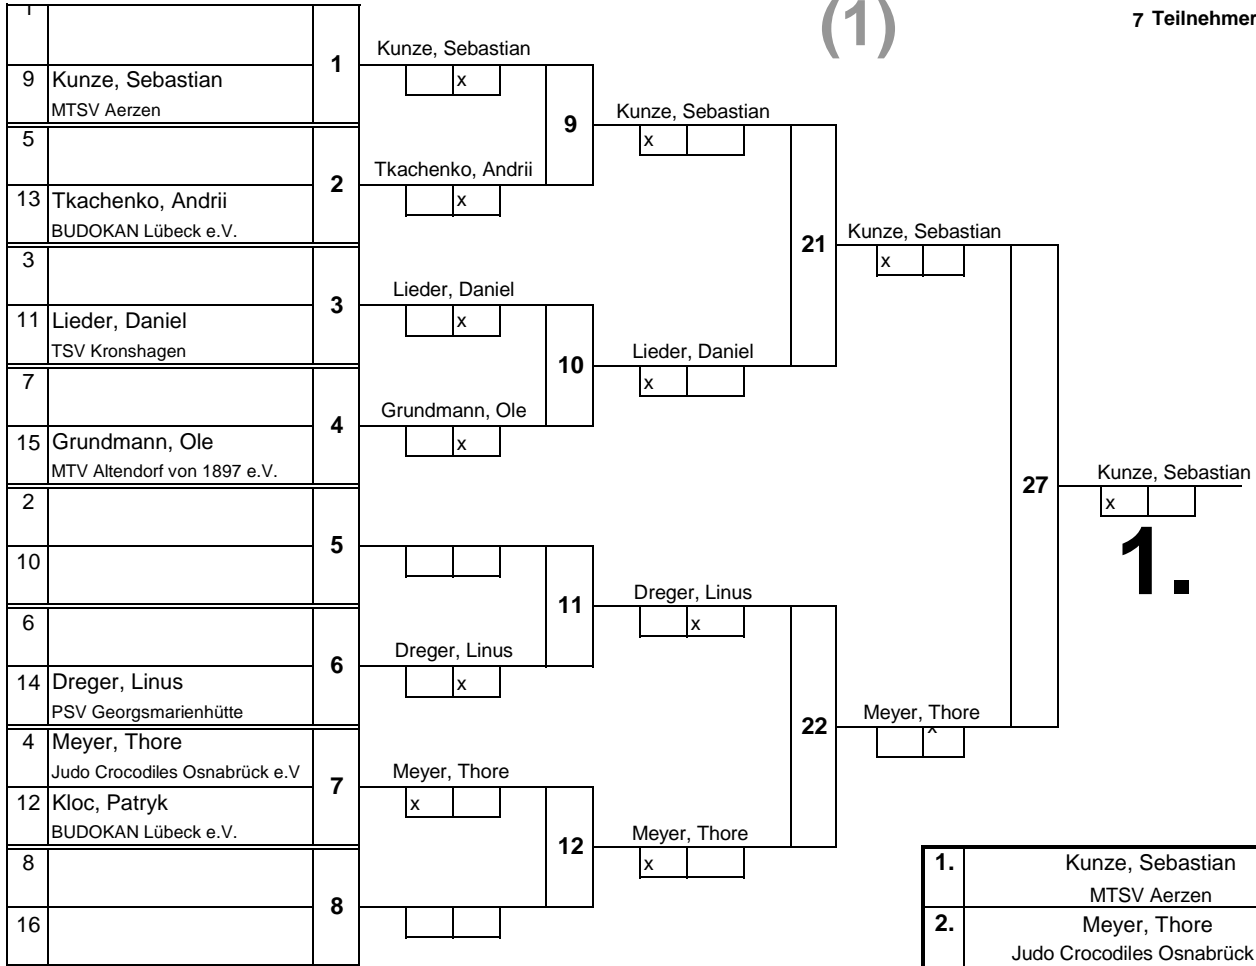 (1)
7 Teilnehmer
1
9 Kunze, Sebastian
MTSV Aerzen
1
5
13 Tkachenko, Andrii
BUDOKAN Lübeck e.V.
2
3
11 Lieder, Daniel
TSV Kronshagen
3
7
15 Grundmann, Ole
MTV Altendorf von 1897 e.V.
4
2
10
5
6
14 Dreger, Linus
PSV Georgsmarienhütte
6
4 Meyer, Thore
Judo Crocodiles Osnabrück e.V
12 Kloc, Patryk
BUDOKAN Lübeck e.V.
7
8
16
8
Kunze, Sebastian
x
Tkachenko, Andrii
x
9
Lieder, Daniel
x
Grundmann, Ole
x
10
Dreger, Linus
x
11
Meyer, Thore
x
12
Kunze, Sebastian
x
Lieder, Daniel
x
21
Dreger, Linus
x
Meyer, Thore
x
22
Kunze, Sebastian
x
Meyer, Thore
x
27
Kunze, Sebastian
x
1.
1. Kunze, Sebastian
MTSV Aerzen
2. Meyer, Thore
Judo Crocodiles Osnabrück